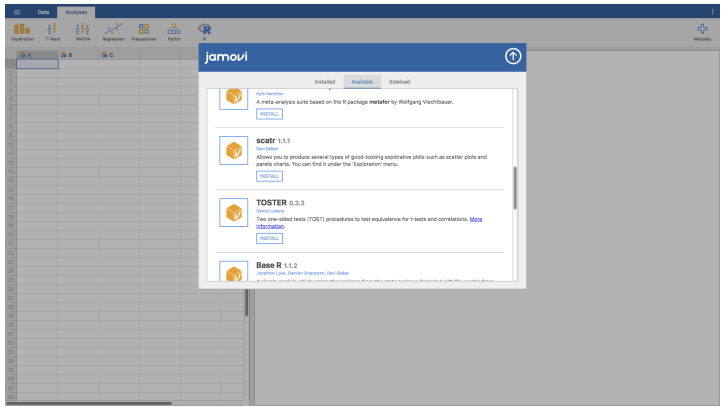 Data Analyses
Exploration T-Tests ANOVA Regression Frequencies Factor R Modules
A B C
jamovi
Installed Available Sideload
Kyle Hamilton
A meta-analysis suite based on the R package metafor by Wolfgang Viechtbauer.
INSTALL
scatr 1.1.1
Ravi Selker
Allows you to produce several types of good-looking explorative plots such as scatter plots and
pareto charts. You can find it under the 'Exploration' menu.
INSTALL
TOSTER 0.3.3
Daniel Lakens
Two one-sided tests (TOST) procedures to test equivalence for t-tests and correlations. More
information.
INSTALL
Base R 1.1.2
Jonathon Love, Damian Dropmann, Ravi Selker